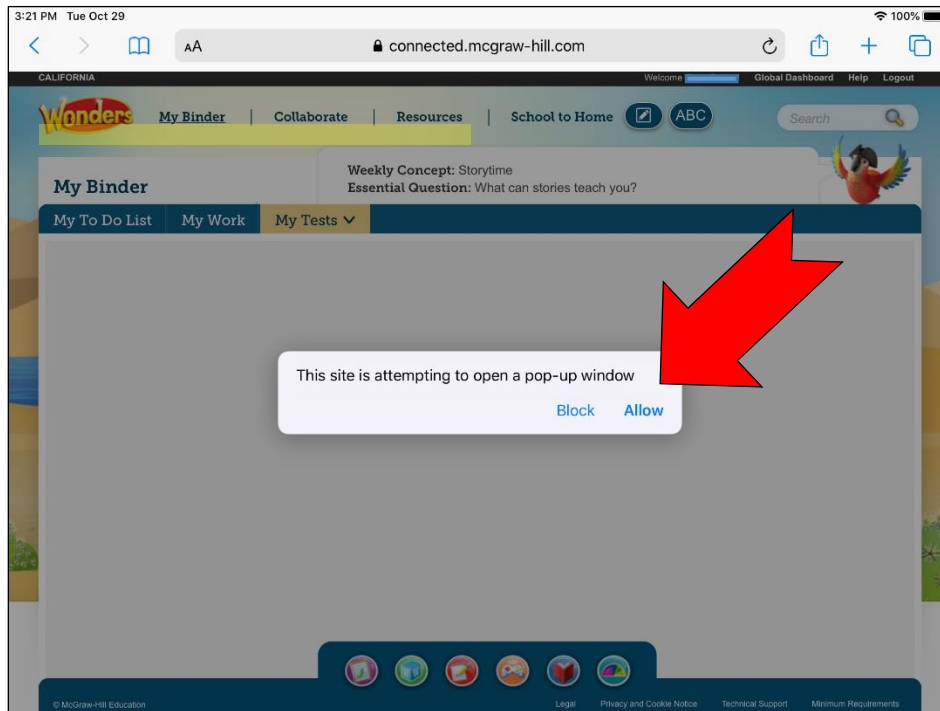 3:21 PM Tue Oct 29 100%
AA connected.mcgraw-hill.com
CALIFORNIA Welcome Global Dashboard Help Logout
Wonders My Binder | Collaborate | Resources | School to Home ABC Search
Weekly Concept: Storytime
My Binder Essential Question: What can stories teach you?
My To Do List My Work My Tests
This site is attempting to open a pop-up window
Block Allow
© McGraw-Hill Education Legal Privacy and Cookie Notice Technical Support Minimum Requirements